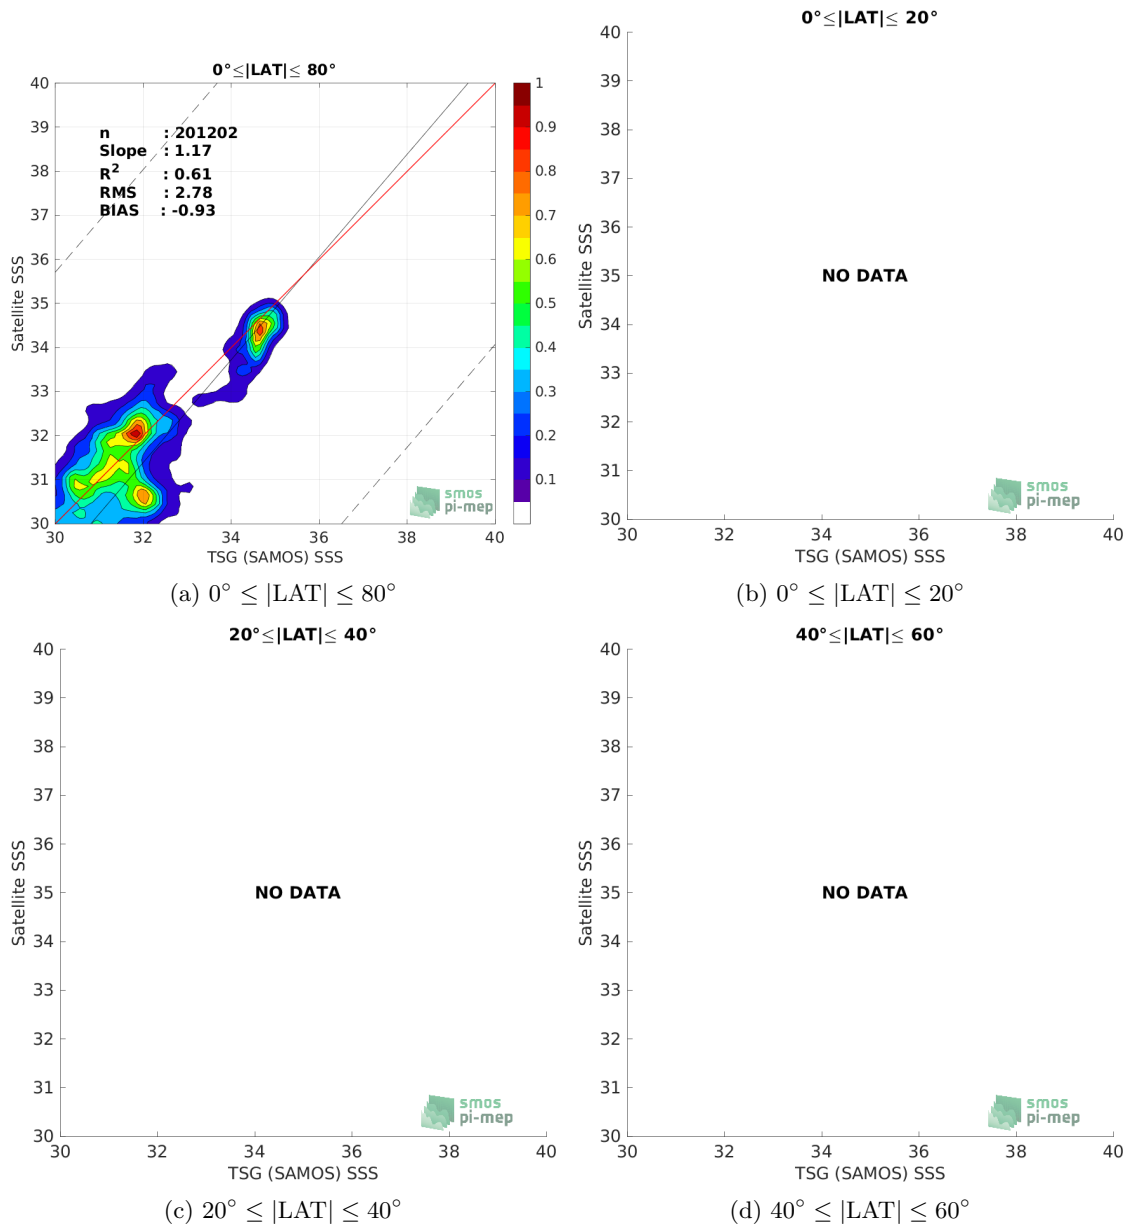 0°≤|LAT|≤ 80°
40
39
38
37
36
35
34
33
32
31
30
Satellite SSS
n : 201202
Slope : 1.17
R² : 0.61
RMS : 2.78
BIAS : -0.93
1
0.9
0.8
0.7
0.6
0.5
0.4
0.3
0.2
0.1
smos
pi-mep
30 32 34 36 38 40
TSG (SAMOS) SSS
(a) 0° ≤ |LAT| ≤ 80°
0°≤|LAT|≤ 20°
40
39
38
37
36
35
34
33
32
31
30
Satellite SSS
NO DATA
smos
pi-mep
30 32 34 36 38 40
TSG (SAMOS) SSS
(b) 0° ≤ |LAT| ≤ 20°
20°≤|LAT|≤ 40°
40
39
38
37
36
35
34
33
32
31
30
Satellite SSS
NO DATA
smos
pi-mep
30 32 34 36 38 40
TSG (SAMOS) SSS
(c) 20° ≤ |LAT| ≤ 40°
40°≤|LAT|≤ 60°
40
39
38
37
36
35
34
33
32
31
30
Satellite SSS
NO DATA
smos
pi-mep
30 32 34 36 38 40
TSG (SAMOS) SSS
(d) 40° ≤ |LAT| ≤ 60°